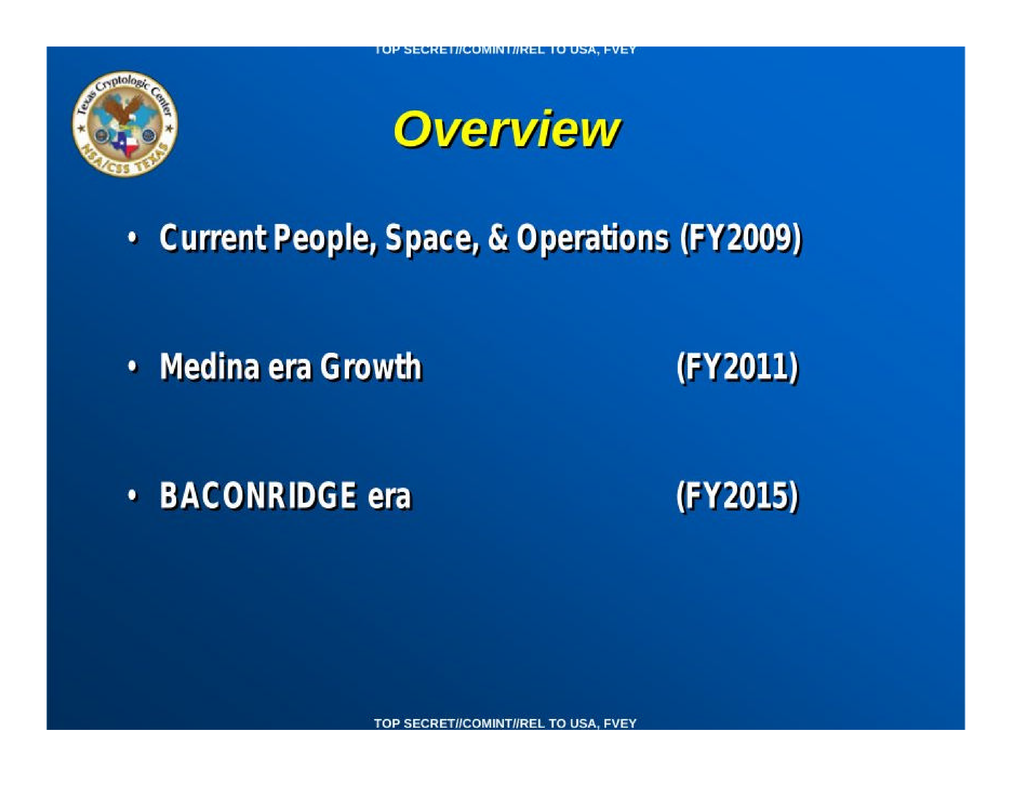 TOP SECRET//COMINT//REL TO USA, FVEY
Texas Cryptologic Center
NSA/CSS TEXAS
Overview
• Current People, Space, & Operations (FY2009)
• Medina era Growth (FY2011)
• BACONRIDGE era (FY2015)
TOP SECRET//COMINT//REL TO USA, FVEY